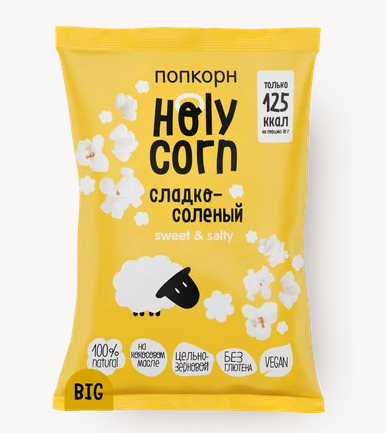 попкорн
Holy
corn
сладко-
соленый
sweet & salty
только
125
ккал
100%
natural
на
кокосовом
масле
цельно-
зерновой
без
глютена
vegan
BIG